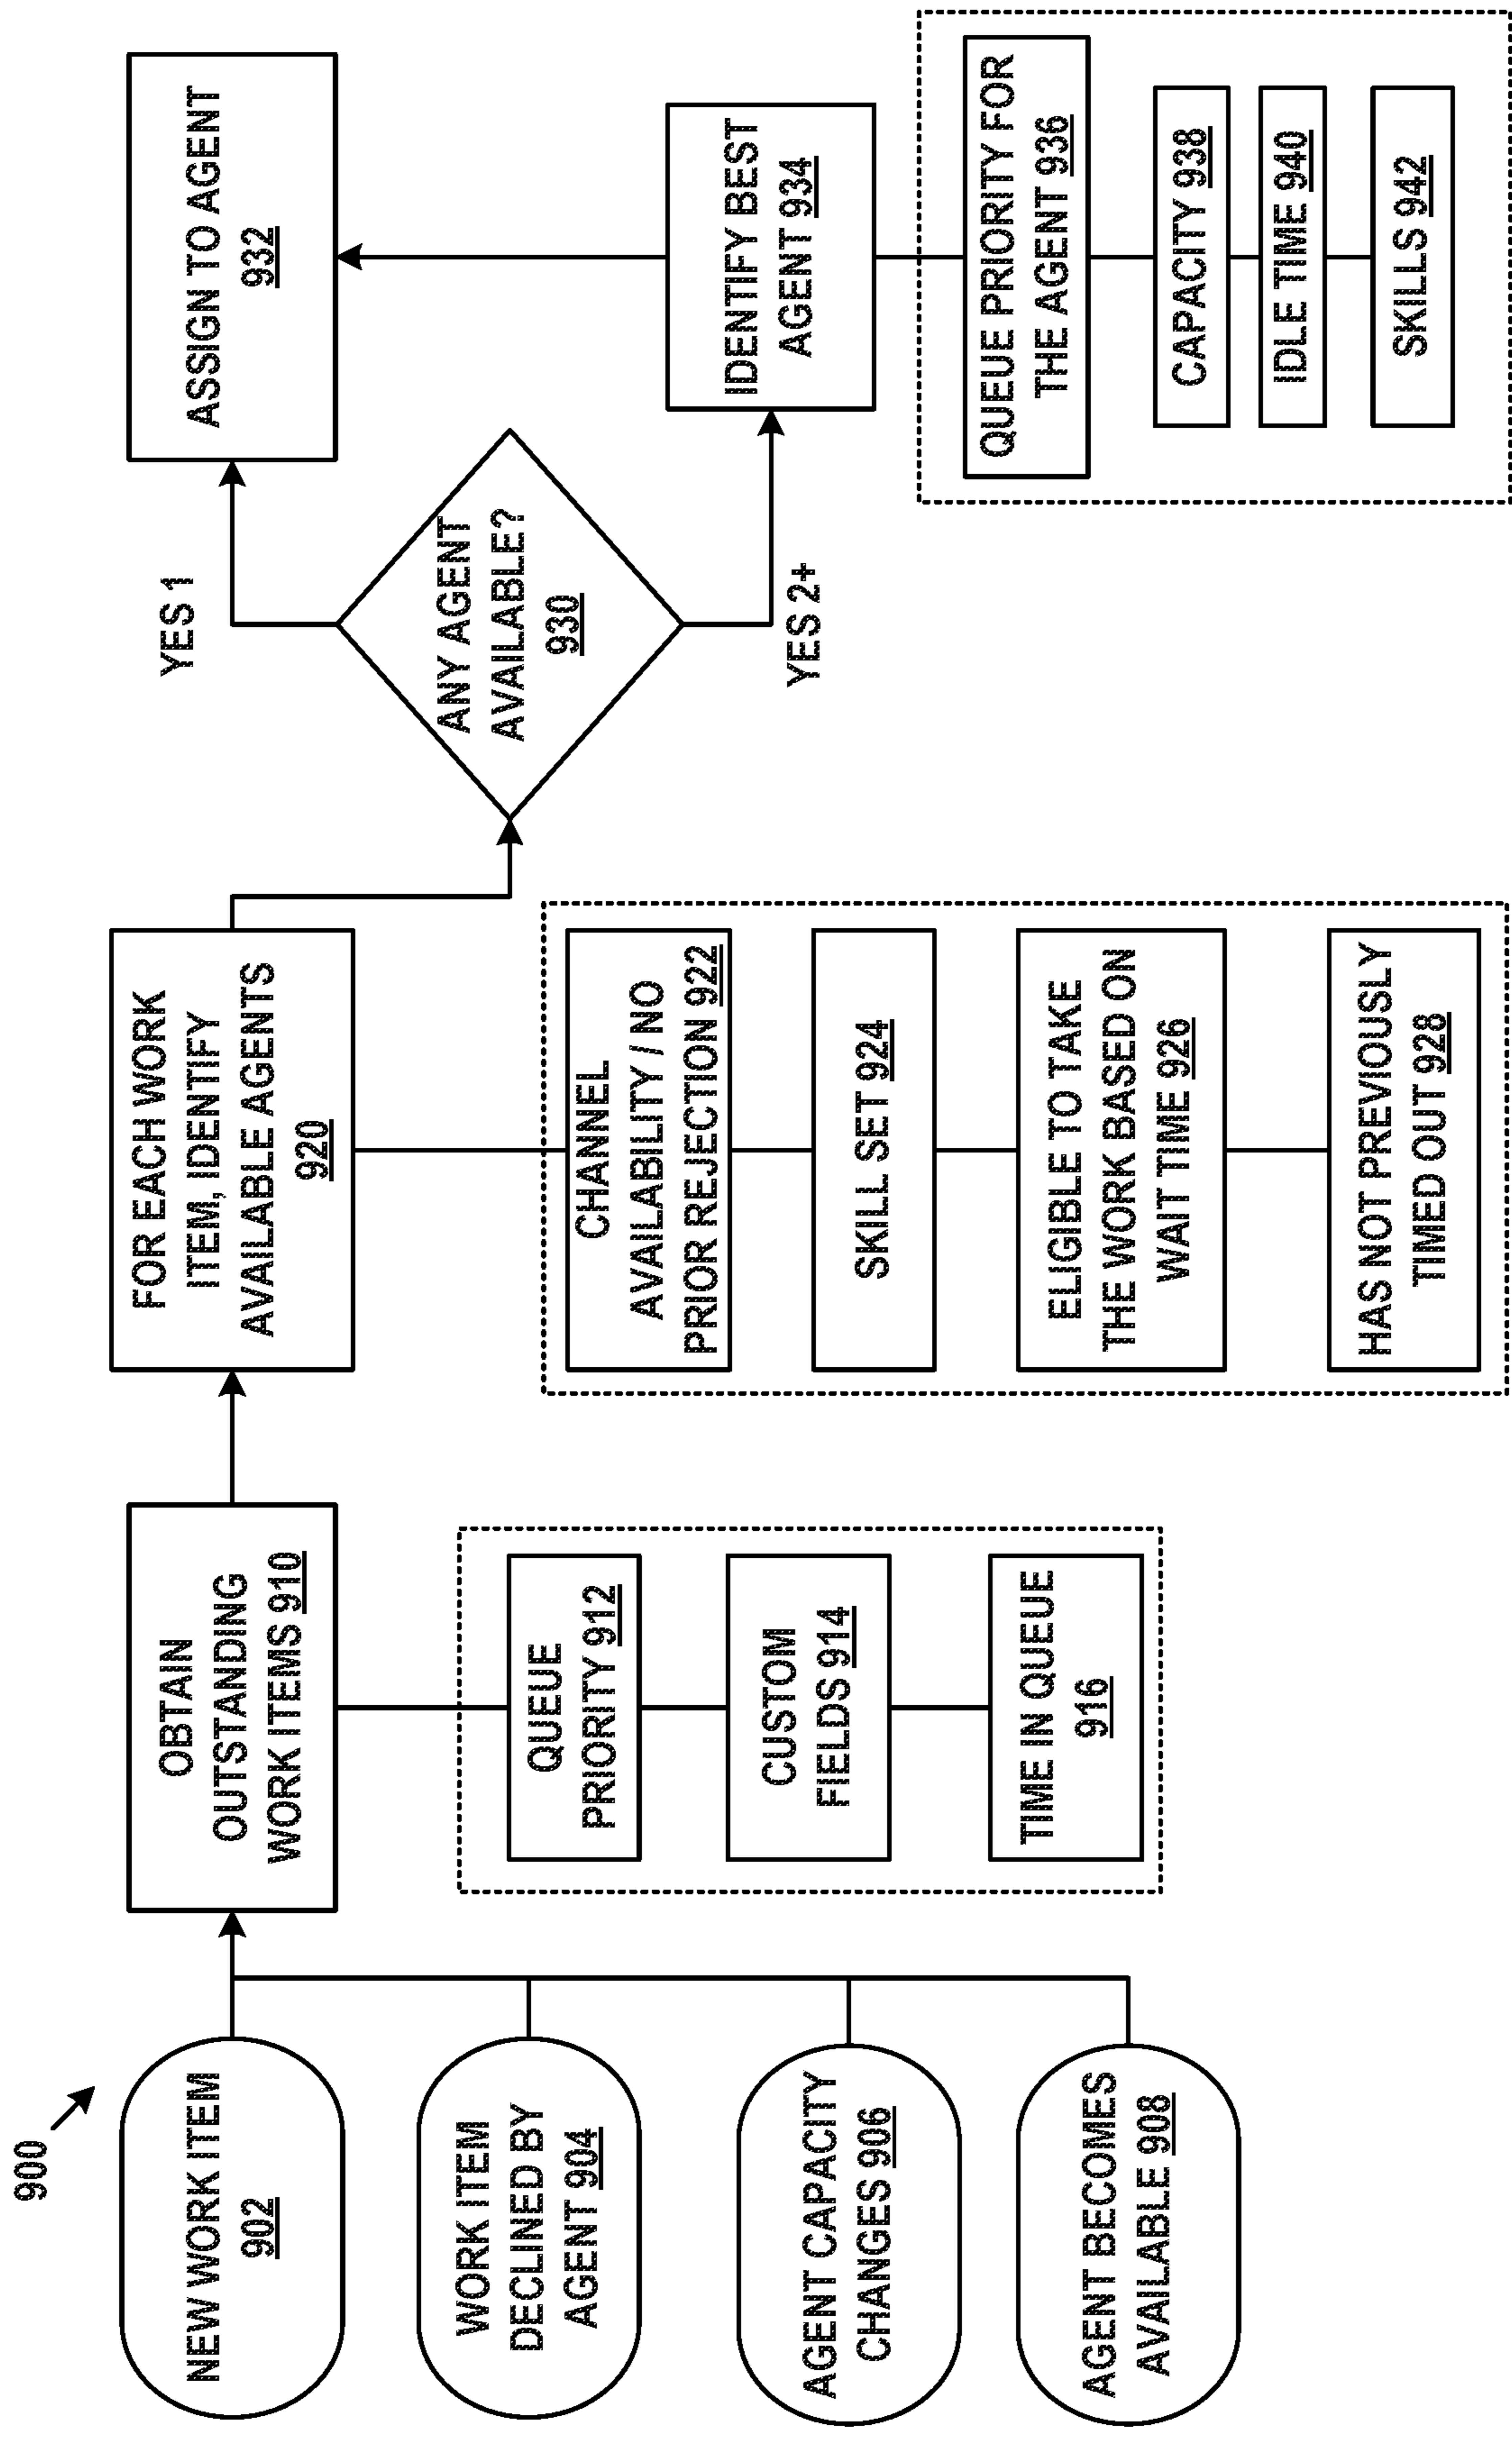 900
NEW WORK ITEM
902
WORK ITEM
DECLINED BY
AGENT 904
AGENT CAPACITY
CHANGES 906
AGENT BECOMES
AVAILABLE 908
OBTAIN
OUTSTANDING
WORK ITEMS 910
QUEUE
PRIORITY 912
CUSTOM
FIELDS 914
TIME IN QUEUE
916
FOR EACH WORK
ITEM, IDENTIFY
AVAILABLE AGENTS
920
CHANNEL
AVAILABILITY / NO
PRIOR REJECTION 922
SKILL SET 924
ELIGIBLE TO TAKE
THE WORK BASED ON
WAIT TIME 926
HAS NOT PREVIOUSLY
TIMED OUT 928
YES 1
ANY AGENT
AVAILABLE?
930
YES 2+
ASSIGN TO AGENT
932
IDENTIFY BEST
AGENT 934
QUEUE PRIORITY FOR
THE AGENT 936
CAPACITY 938
IDLE TIME 940
SKILLS 942